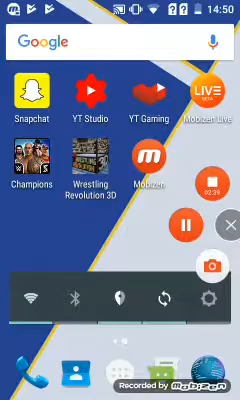 14:50
Google
LIVE
BETA
Snapchat
YT Studio
YT Gaming
Mobizen Live
Champions
Wrestling
Revolution 3D
Mobizen
02:39
Recorded by mobizen